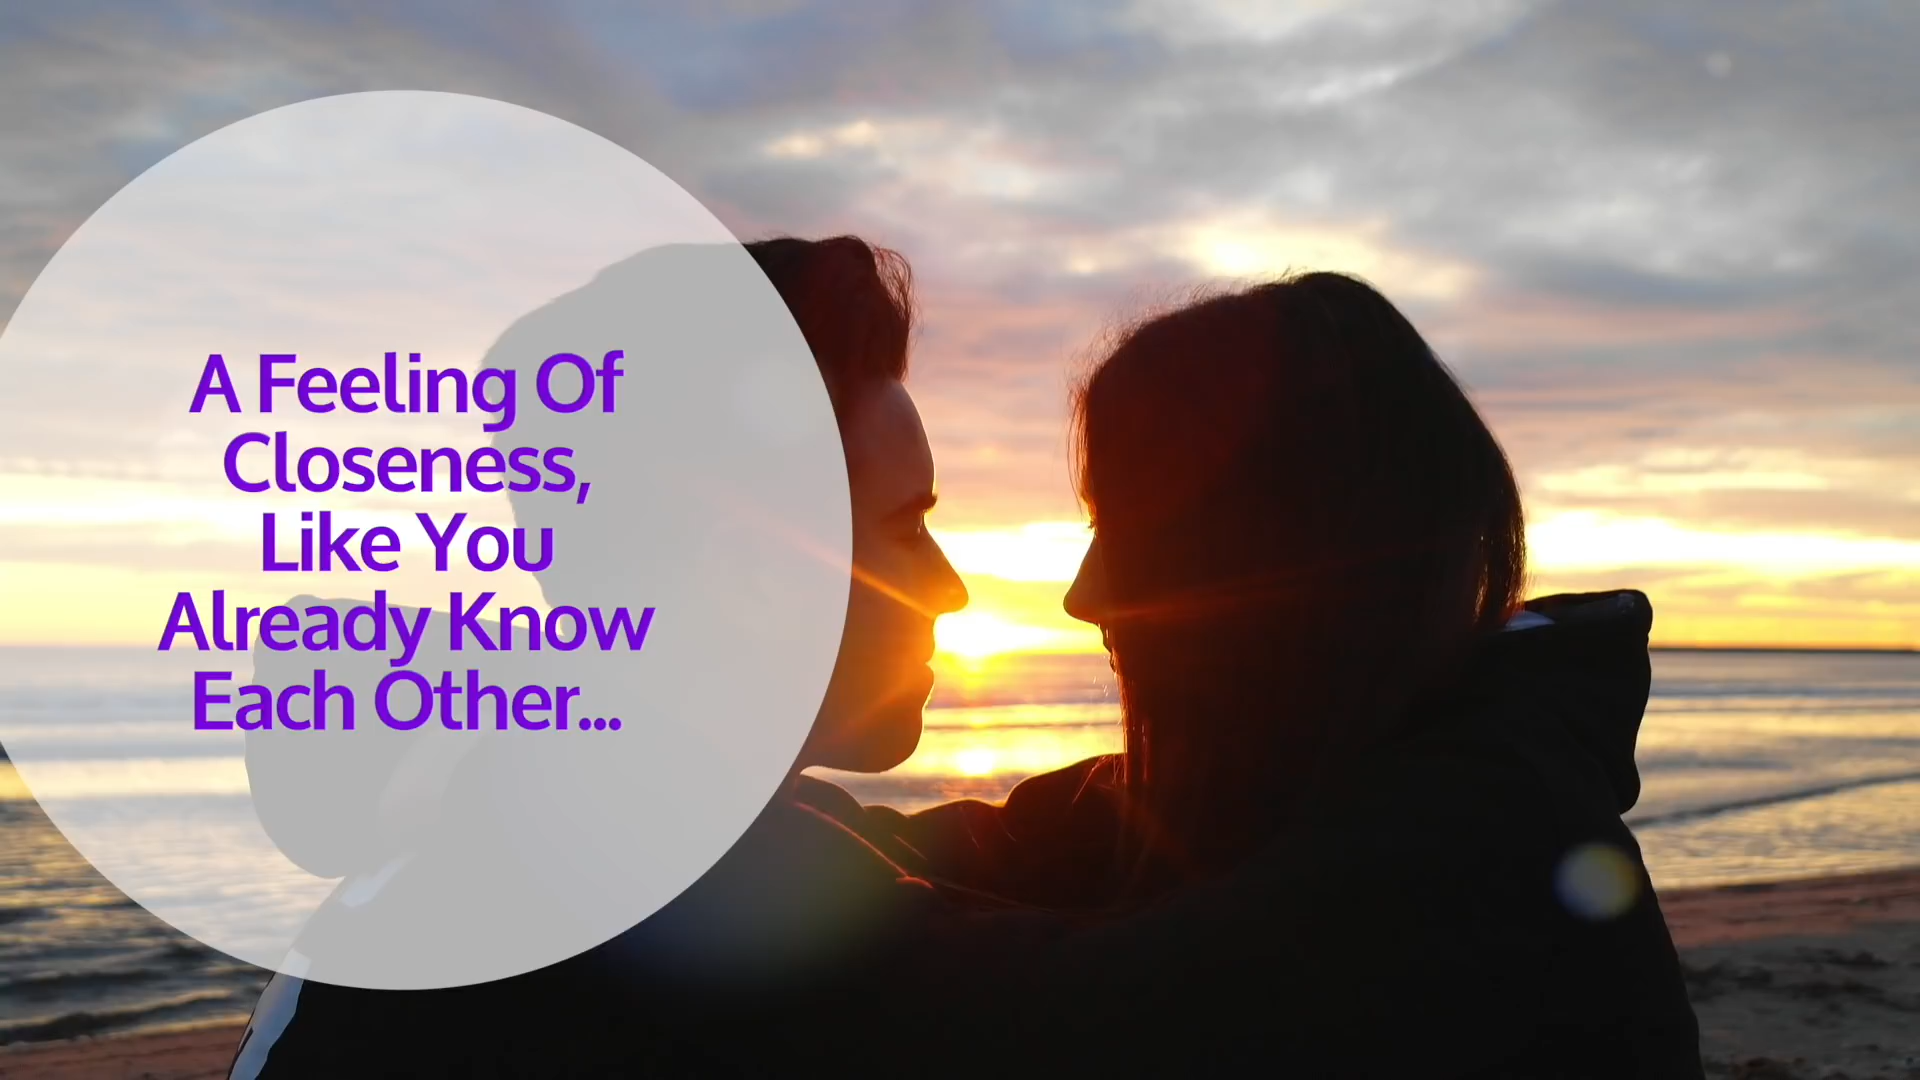 A Feeling Of
Closeness,
Like You
Already Know
Each Other...